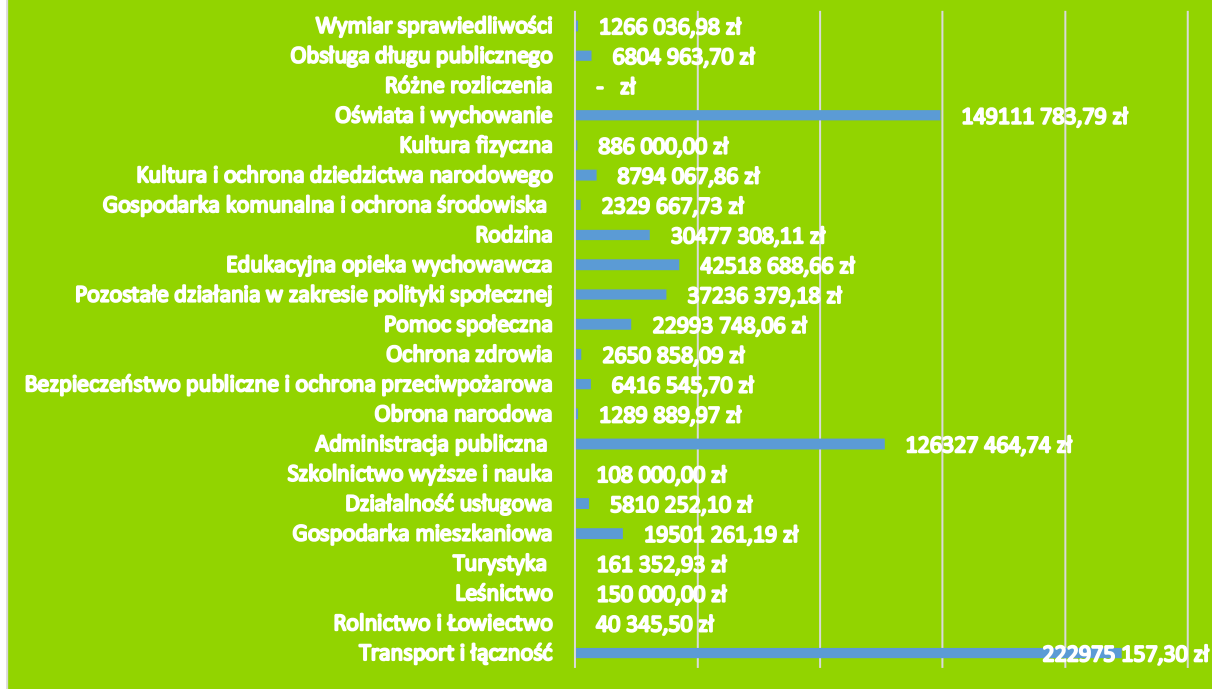 Wymiar sprawiedliwości 1266 036,98 zł
Obsługa długu publicznego 6804 963,70 zł
Różne rozliczenia - zł
Oświata i wychowanie 149111 783,79 zł
Kultura fizyczna 886 000,00 zł
Kultura i ochrona dziedzictwa narodowego 8794 067,86 zł
Gospodarka komunalna i ochrona środowiska 2329 667,73 zł
Rodzina 30477 308,11 zł
Edukacyjna opieka wychowawcza 42518 688,66 zł
Pozostałe działania w zakresie polityki społecznej 37236 379,18 zł
Pomoc społeczna 22993 748,06 zł
Ochrona zdrowia 2650 858,09 zł
Bezpieczeństwo publiczne i ochrona przeciwpożarowa 6416 545,70 zł
Obrona narodowa 1289 889,97 zł
Administracja publiczna 126327 464,74 zł
Szkolnictwo wyższe i nauka 108 000,00 zł
Działalność usługowa 5810 252,10 zł
Gospodarka mieszkaniowa 19501 261,19 zł
Turystyka 161 352,93 zł
Leśnictwo 150 000,00 zł
Rolnictwo i Łowiectwo 40 345,50 zł
Transport i łączność 222975 157,30 zł